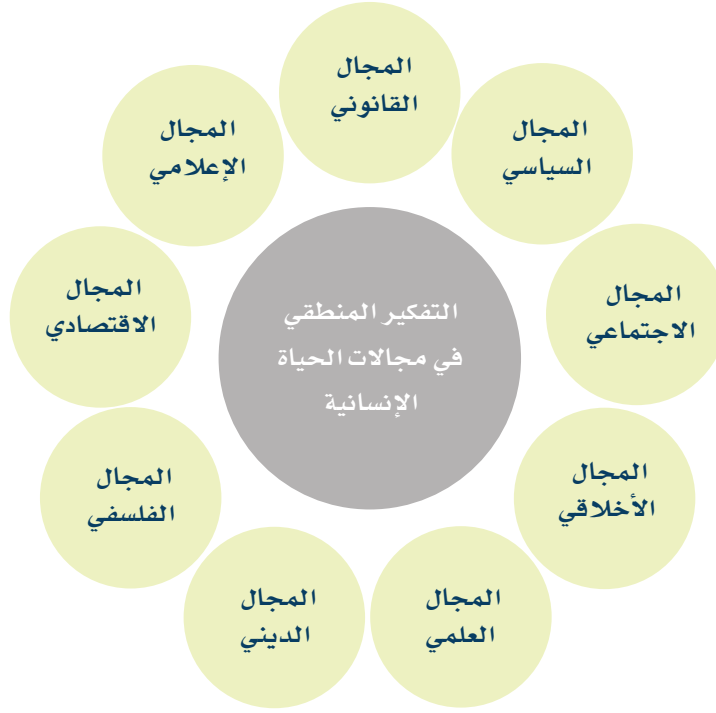 المجال
القانوني
المجال
السياسي
المجال
الاجتماعي
المجال
الأخلاقي
المجال
العلمي
المجال
الديني
المجال
الفلسفي
المجال
الاقتصادي
المجال
الإعلامي
التفكير المنطقي
في مجالات الحياة
الإنسانية